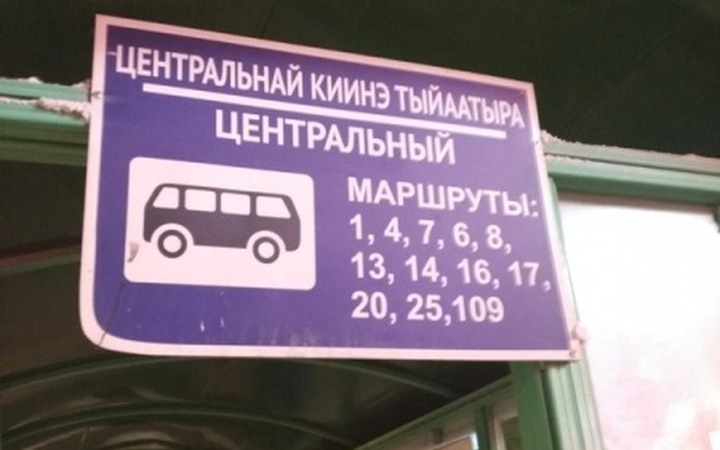 ЦЕНТРАЛЬНАЙ КИИНЭ ТЫЙААТЫРА
ЦЕНТРАЛЬНЫЙ
МАРШРУТЫ:
1, 4, 7, 6, 8,
13, 14, 16, 17,
20, 25,109